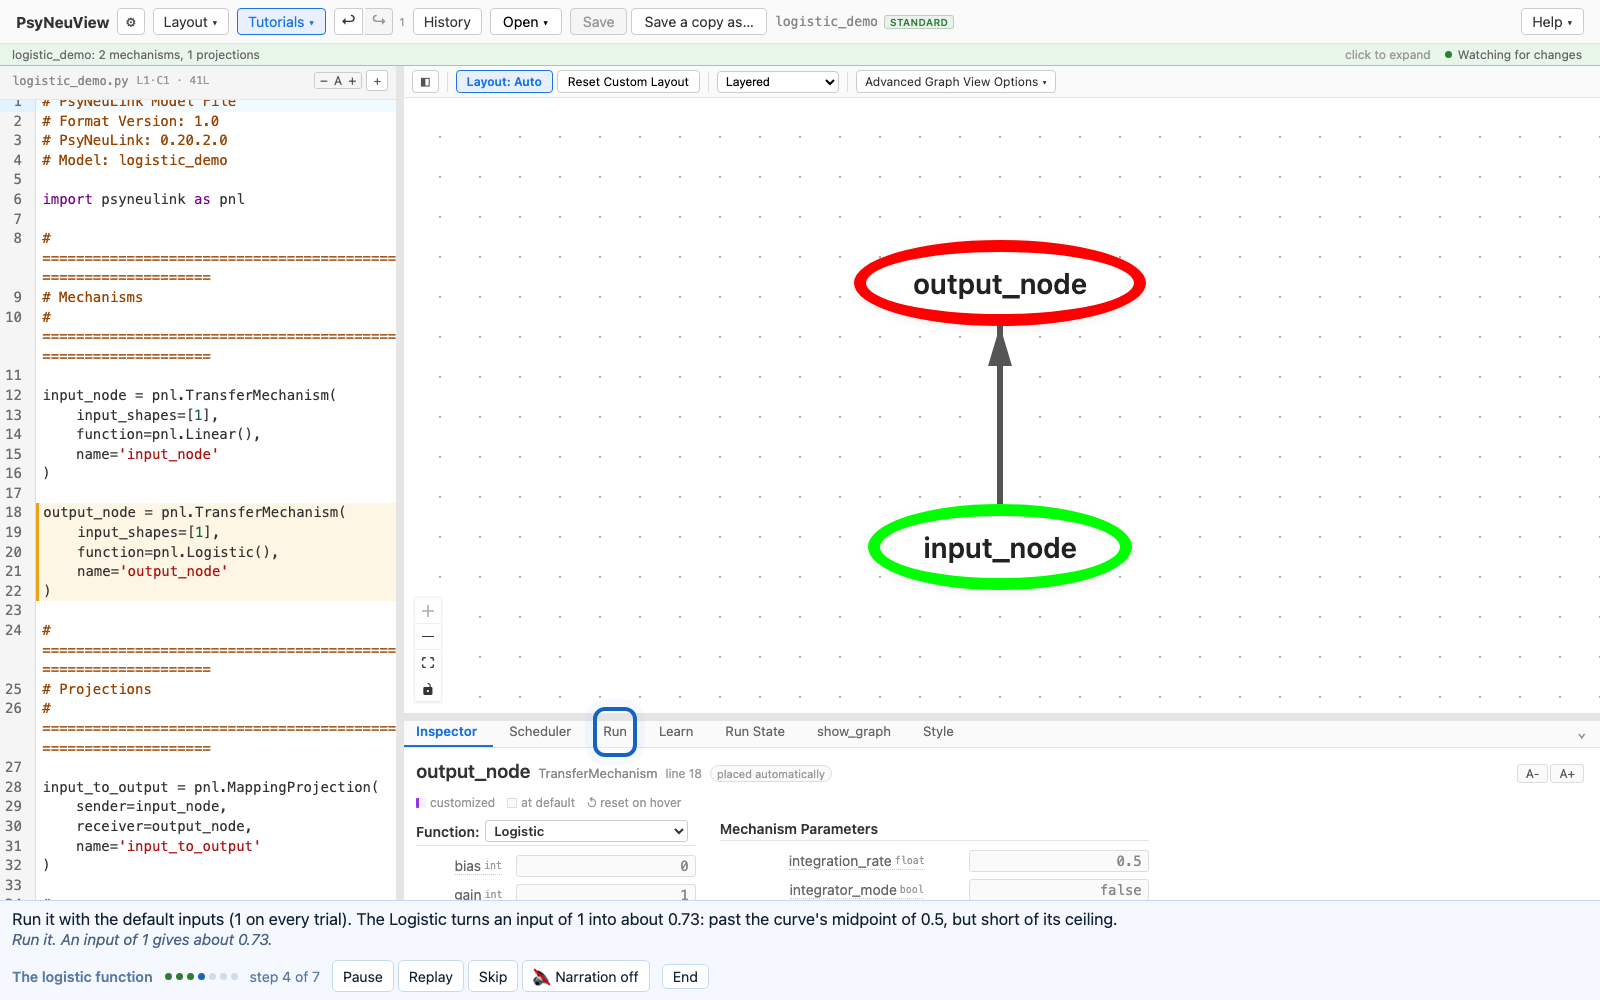 PsyNeuView ⚙ Layout ▾ Tutorials ▾ ↩ ↪ 1 History Open ▾ Save Save a copy as... logistic_demo STANDARD Help ▾
logistic_demo: 2 mechanisms, 1 projections click to expand ● Watching for changes
logistic_demo.py L1·C1 · 41L − A + +
Layout: Auto Reset Custom Layout Layered Advanced Graph View Options ▾
1 # PsyNeuLink Model File
2 # Format Version: 1.0
3 # PsyNeuLink: 0.20.2.0
4 # Model: logistic_demo
5
6 import psyneulink as pnl
7
8 #
==========================================
====================
9 # Mechanisms
10 #
==========================================
====================
11
12 input_node = pnl.TransferMechanism(
13     input_shapes=[1],
14     function=pnl.Linear(),
15     name='input_node'
16 )
17
18 output_node = pnl.TransferMechanism(
19     input_shapes=[1],
20     function=pnl.Logistic(),
21     name='output_node'
22 )
23
24 #
==========================================
====================
25 # Projections
26 #
==========================================
====================
27
28 input_to_output = pnl.MappingProjection(
29     sender=input_node,
30     receiver=output_node,
31     name='input_to_output'
32 )
33
output_node
input_node
Inspector Scheduler Run Learn Run State show_graph Style
output_node TransferMechanism line 18 placed automatically A- A+
customized at default ↺ reset on hover
Function: Logistic
bias int 0
gain int 1
Mechanism Parameters
integration_rate float 0.5
integrator_mode bool false
Run it with the default inputs (1 on every trial). The Logistic turns an input of 1 into about 0.73: past the curve's midpoint of 0.5, but short of its ceiling.
Run it. An input of 1 gives about 0.73.
The logistic function step 4 of 7 Pause Replay Skip Narration off End